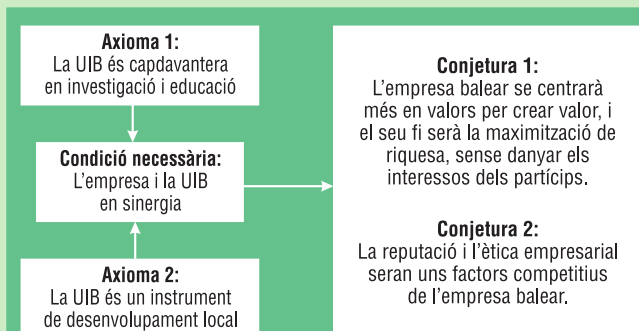 Axioma 1:
La UIB és capdavantera
en investigació i educació
Condició necessària:
L'empresa i la UIB
en sinergia
Axioma 2:
La UIB és un instrument
de desenvolupament local
Conjetura 1:
L'empresa balear se centrarà
més en valors per crear valor, i
el seu fi serà la maximització de
riquesa, sense danyar els
interessos dels partícips.
Conjetura 2:
La reputació i l'ètica empresarial
seran uns factors competitius
de l'empresa balear.